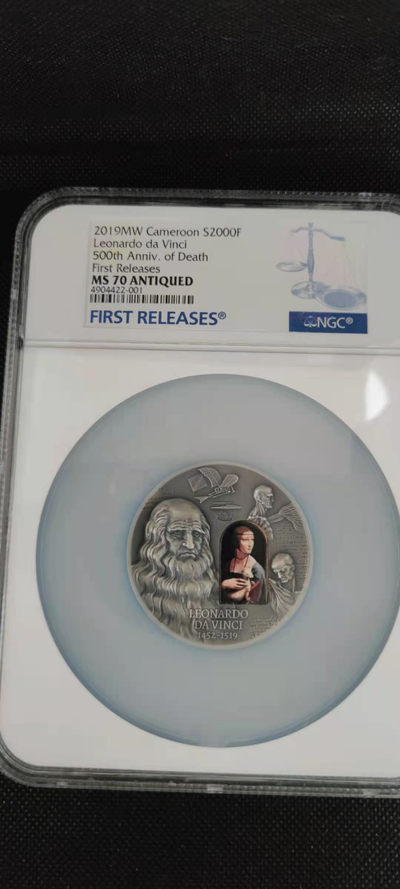 2019MW Cameroon S2000F
Leonardo da Vinci
500th Anniv. of Death
First Releases
MS 70 ANTIQUED
4904422-001
FIRST RELEASES®
NGC®
LEONARDO
DA VINCI
1452-1519